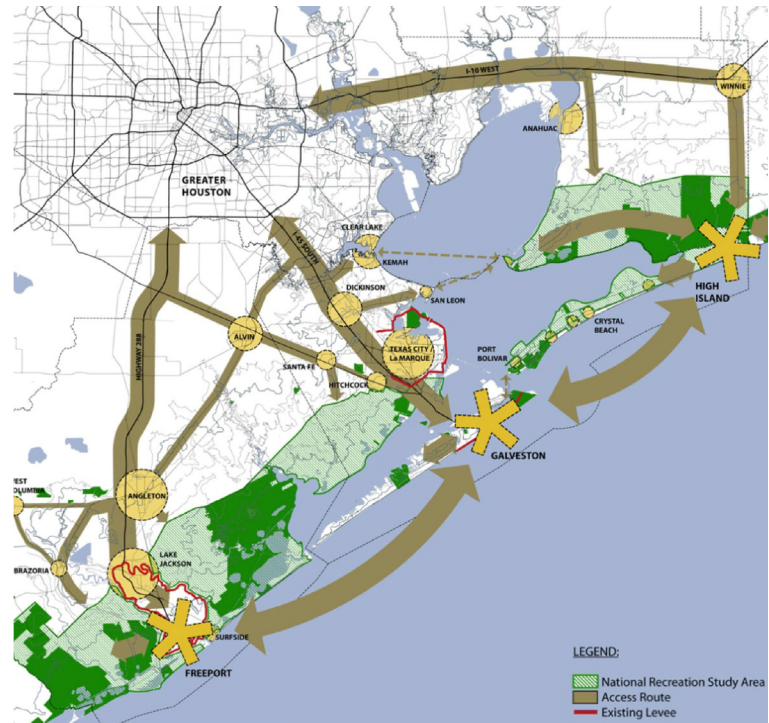 I-10 WEST
WINNIE
ANAHUAC
GREATER
HOUSTON
CLEAR LAKE
I-45 SOUTH
KEMAH
HIGHWAY 288
DICKINSON
SAN LEON
HIGH
ISLAND
ALVIN
TEXAS CITY /
La MARQUE
CRYSTAL
BEACH
PORT
BOLIVAR
SANTA FE
HITCHCOCK
GALVESTON
WEST
COLUMBIA
ANGLETON
BRAZORIA
LAKE
JACKSON
SURFSIDE
FREEPORT
LEGEND:
National Recreation Study Area
Access Route
Existing Levee